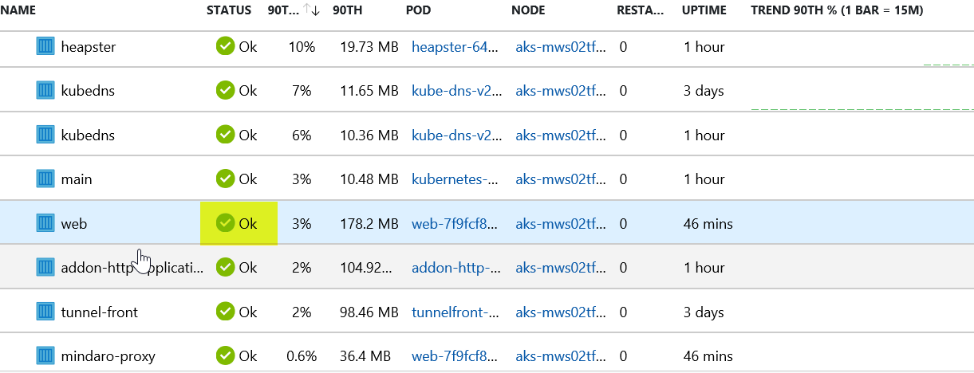 NAME STATUS 90T... ↑↓ 90TH POD NODE RESTA... UPTIME TREND 90TH % (1 BAR = 15M)
heapster Ok 10% 19.73 MB heapster-64... aks-mws02tf... 0 1 hour
kubedns Ok 7% 11.65 MB kube-dns-v2... aks-mws02tf... 0 3 days
kubedns Ok 6% 10.36 MB kube-dns-v2... aks-mws02tf... 0 1 hour
main Ok 3% 10.48 MB kubernetes-... aks-mws02tf... 0 1 hour
web Ok 3% 178.2 MB web-7f9fcf8... aks-mws02tf... 0 46 mins
addon-http-applicati... Ok 2% 104.92... addon-http-... aks-mws02tf... 0 1 hour
tunnel-front Ok 2% 98.46 MB tunnelfront-... aks-mws02tf... 0 3 days
mindaro-proxy Ok 0.6% 36.4 MB web-7f9fcf8... aks-mws02tf... 0 46 mins